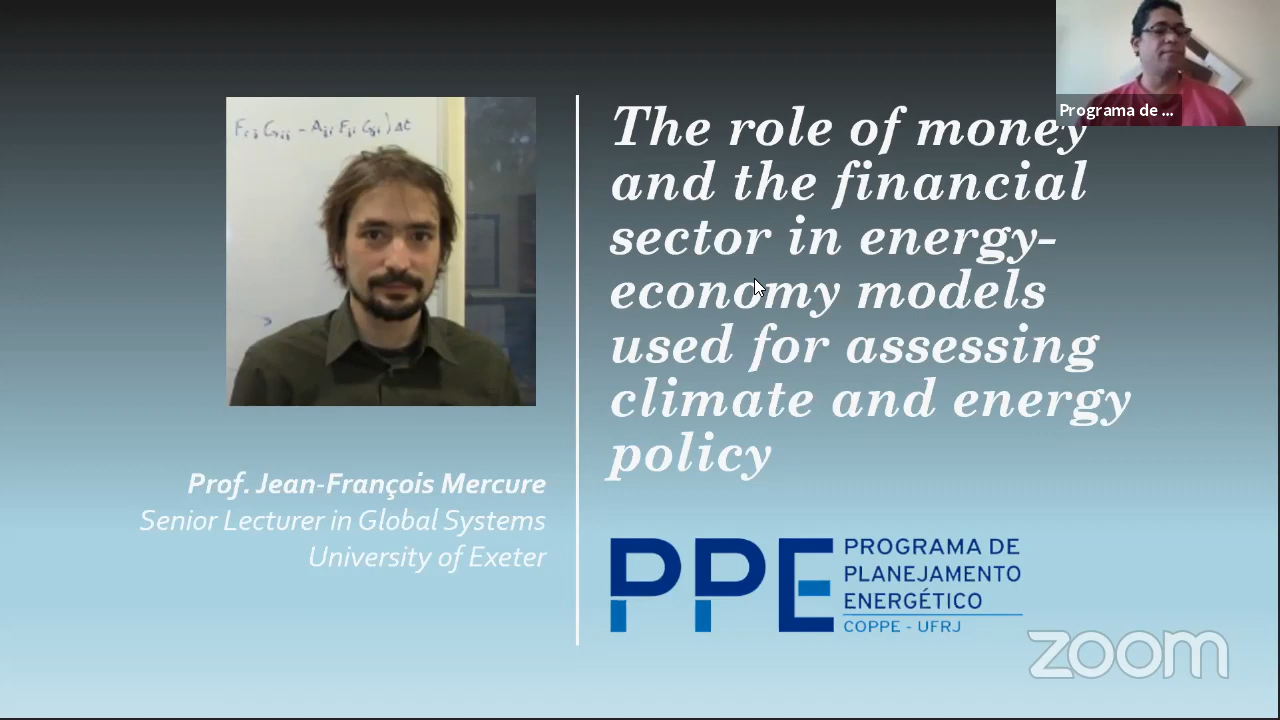 The role of money
and the financial
sector in energy-
economy models
used for assessing
climate and energy
policy
Prof. Jean-François Mercure
Senior Lecturer in Global Systems
University of Exeter
PPE
PROGRAMA DE
PLANEJAMENTO
ENERGÉTICO
COPPE - UFRJ
Programa de ...
zoom